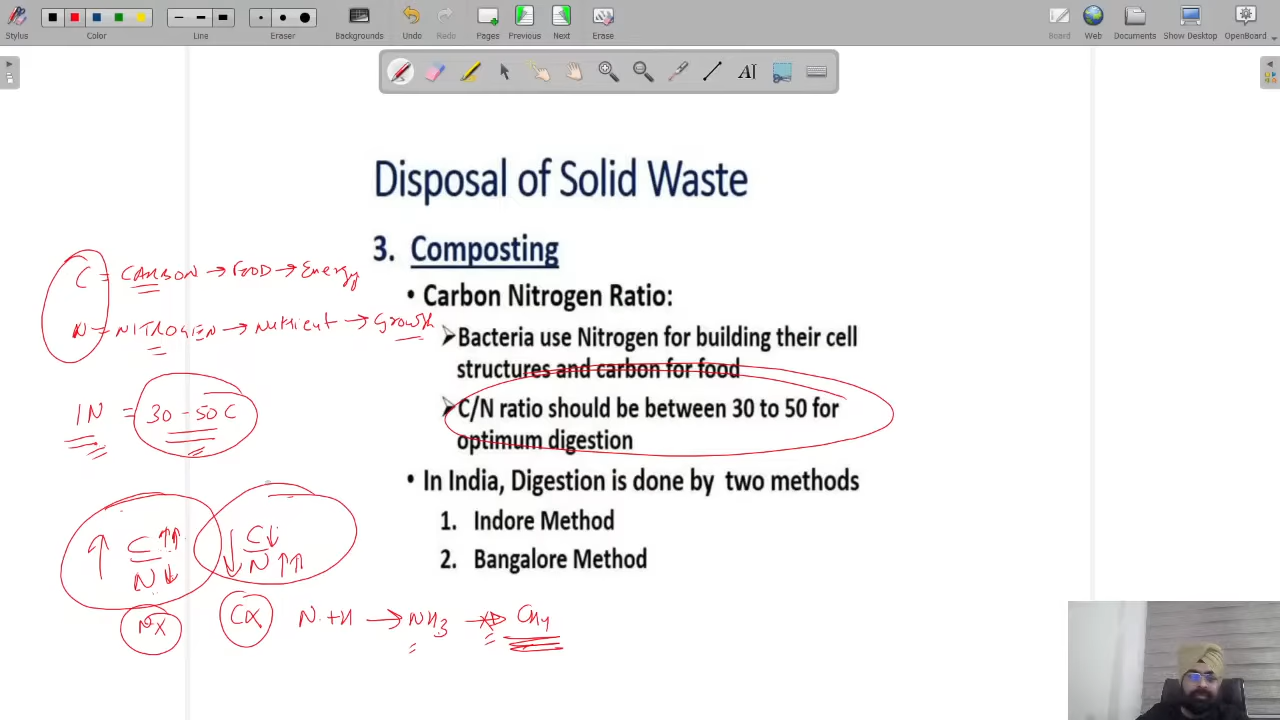 Stylus Color Line Eraser Backgrounds Undo Redo Pages Previous Next Erase Board Web Documents Show Desktop OpenBoard
Disposal of Solid Waste
3. Composting
C = CARBON → FOOD → Energy
• Carbon Nitrogen Ratio:
N = NITROGEN → Nutrient → Growth
➤Bacteria use Nitrogen for building their cell
structures and carbon for food
1N = 30 - 50 C
➤C/N ratio should be between 30 to 50 for
optimum digestion
• In India, Digestion is done by two methods
1. Indore Method
↑ C↑↑ ↓ C↓
N↓ N↑↑
2. Bangalore Method
NX CX N + H → NH3 → CH4